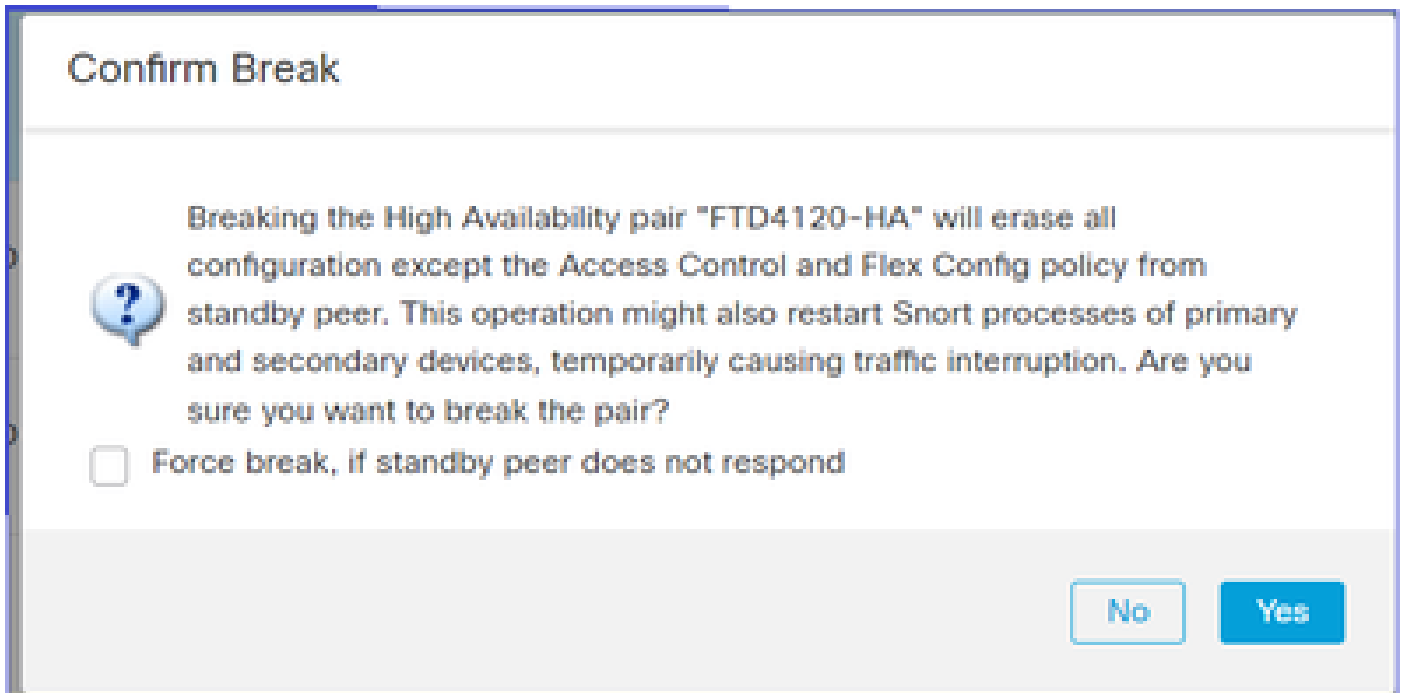 Confirm Break
Breaking the High Availability pair "FTD4120-HA" will erase all
configuration except the Access Control and Flex Config policy from
standby peer. This operation might also restart Snort processes of primary
and secondary devices, temporarily causing traffic interruption. Are you
sure you want to break the pair?
Force break, if standby peer does not respond
No
Yes